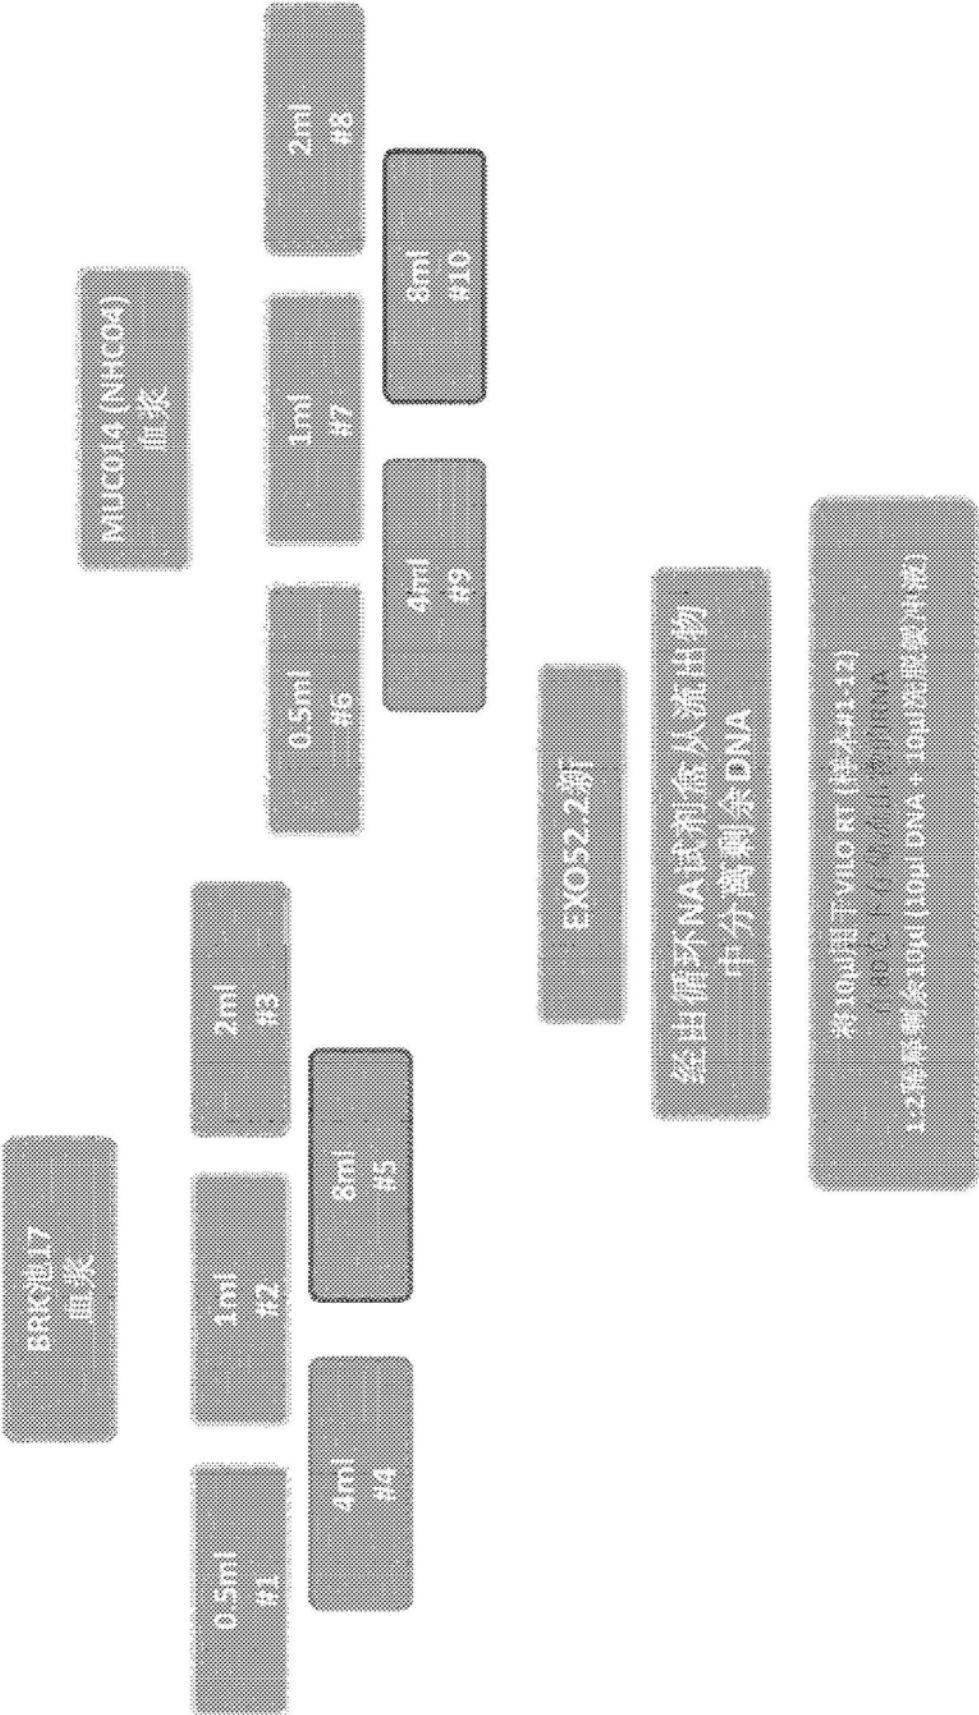 BRK池17
血浆
0.5ml
#1
1ml
#2
2ml
#3
4ml
#4
8ml
#5
MUC014 (NHC04)
血浆
0.5ml
#6
1ml
#7
2ml
#8
4ml
#9
8ml
#10
EXO52.2新
经由循环NA试剂盒从流出物
中分离剩余DNA
将10µl用于VILO RT (样本#1-12)
RNA
1:2稀释剩余10µl (10µl DNA + 10µl洗脱缓冲液)